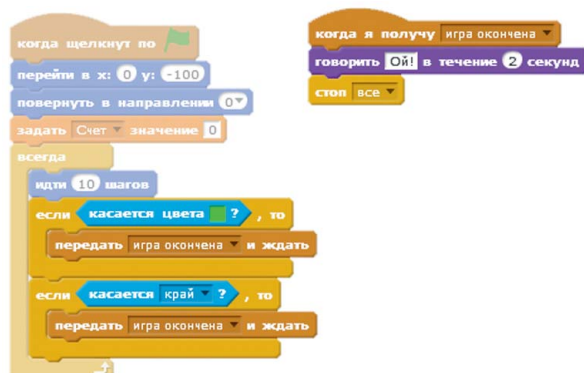 когда щелкнут по
перейти в x: 0 y: -100
повернуть в направлении 0
задать Счет значение 0
всегда
идти 10 шагов
если касается цвета ? , то
передать игра окончена и ждать
если касается край ? , то
передать игра окончена и ждать
когда я получу игра окончена
говорить Ой! в течение 2 секунд
стоп все